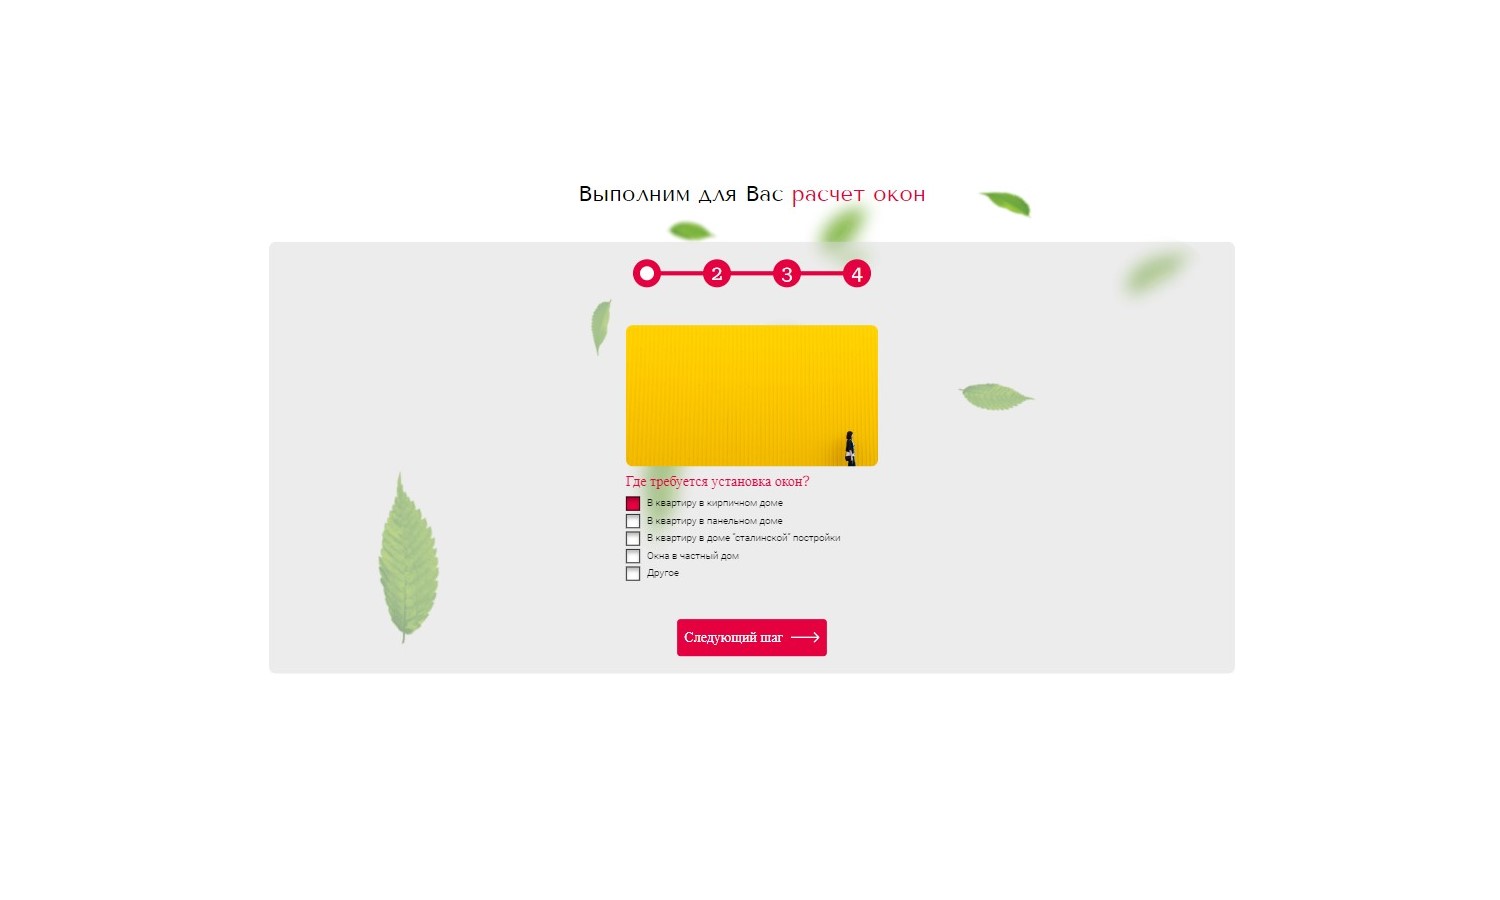 Выполним для Вас расчет окон
2 3 4
Где требуется установка окон?
В квартиру в кирпичном доме
В квартиру в панельном доме
В квартиру в доме "сталинской" постройки
Окна в частный дом
Другое
Следующий шаг